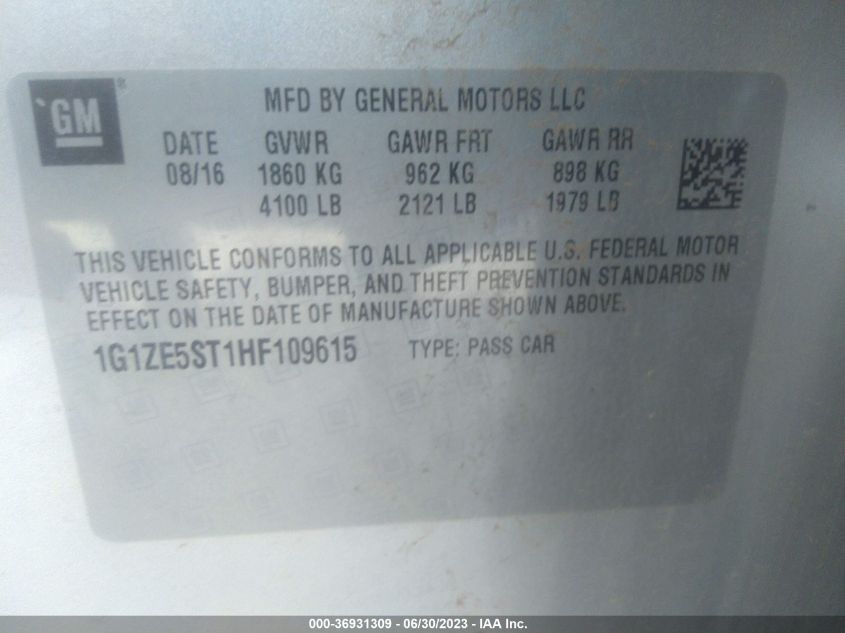 GM ®
MFD BY GENERAL MOTORS LLC
DATE GVWR GAWR FRT GAWR RR
08/16 1860 KG 962 KG 898 KG
4100 LB 2121 LB 1979 LB
THIS VEHICLE CONFORMS TO ALL APPLICABLE U.S. FEDERAL MOTOR
VEHICLE SAFETY, BUMPER, AND THEFT PREVENTION STANDARDS IN
EFFECT ON THE DATE OF MANUFACTURE SHOWN ABOVE.
1G1ZE5ST1HF109615 TYPE: PASS CAR
000-36931309 - 06/30/2023 - IAA Inc.